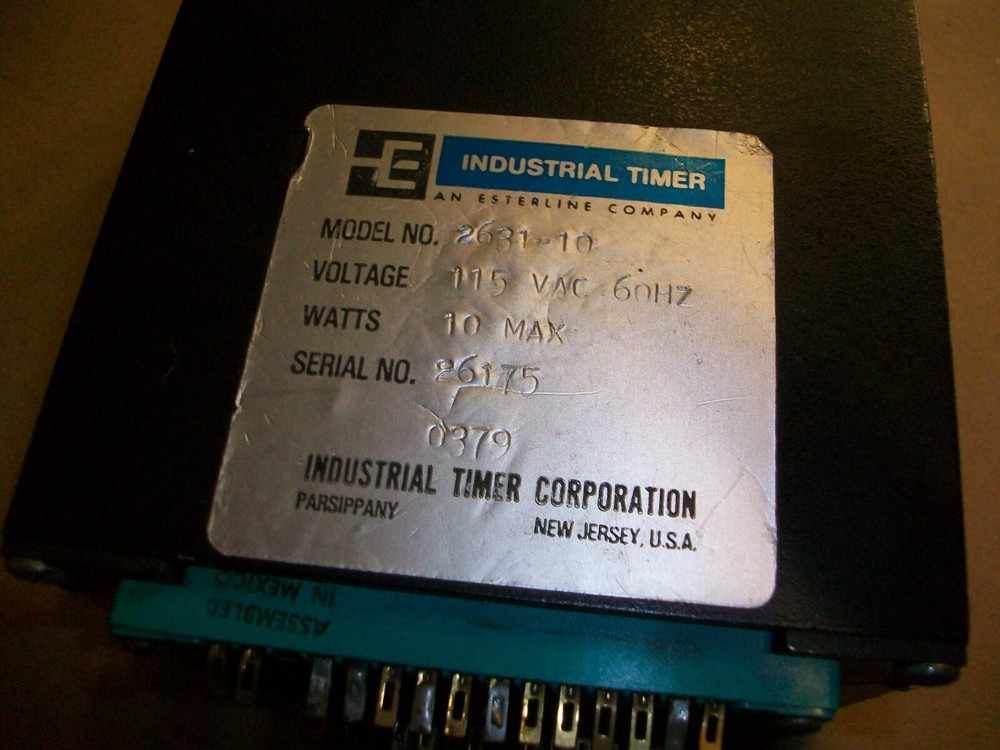 E INDUSTRIAL TIMER
AN ESTERLINE COMPANY
MODEL NO. 2631-10
VOLTAGE 115 VAC 60HZ
WATTS 10 MAX
SERIAL NO. 26175
0379
INDUSTRIAL TIMER CORPORATION
PARSIPPANY
NEW JERSEY, U.S.A.
ASSEMBLED
IN MEXICO